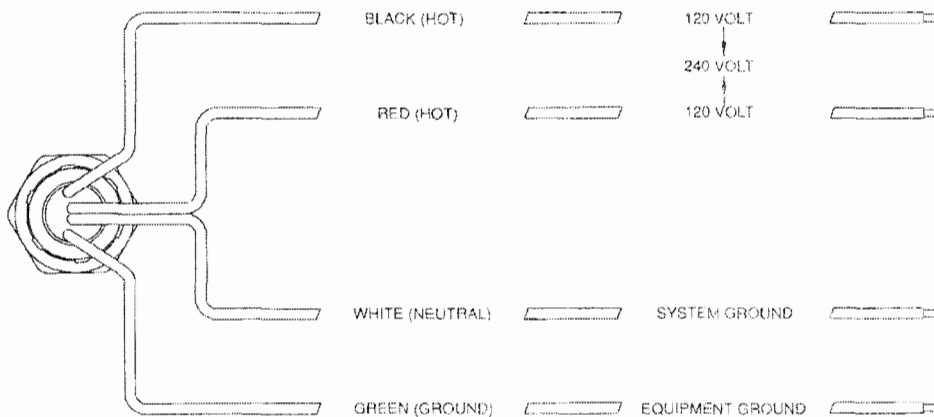 BLACK (HOT) 120 VOLT
240 VOLT
RED (HOT) 120 VOLT
WHITE (NEUTRAL) SYSTEM GROUND
GREEN (GROUND) EQUIPMENT GROUND